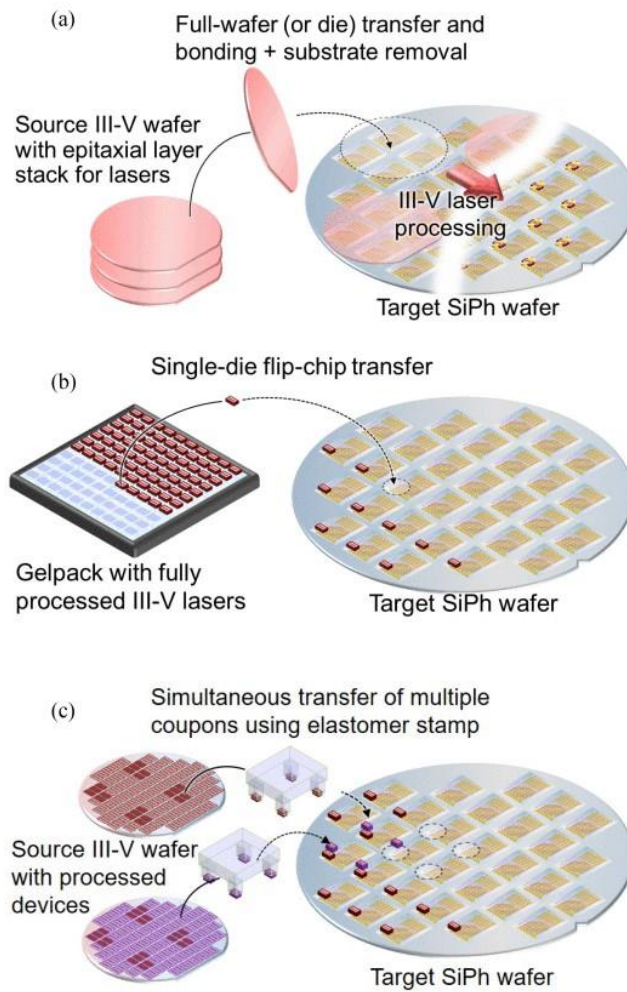 (a)
Full-wafer (or die) transfer and
bonding + substrate removal
Source III-V wafer
with epitaxial layer
stack for lasers
III-V laser
processing
Target SiPh wafer
(b)
Single-die flip-chip transfer
Gelpack with fully
processed III-V lasers
Target SiPh wafer
(c)
Simultaneous transfer of multiple
coupons using elastomer stamp
Source III-V wafer
with processed
devices
Target SiPh wafer